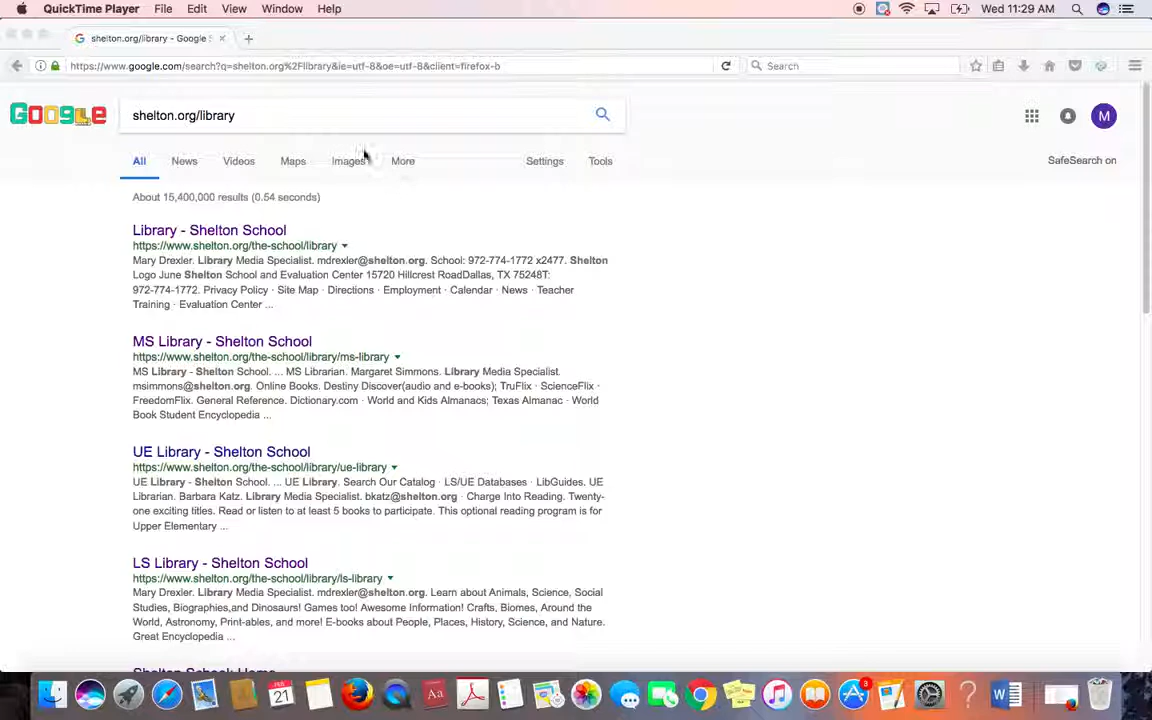 QuickTime Player File Edit View Window Help Wed 11:29 AM
shelton.org/library - Google S
https://www.google.com/search?q=shelton.org%2Flibrary&ie=utf-8&oe=utf-8&client=firefox-b Search
Google shelton.org/library M
All News Videos Maps Images More Settings Tools SafeSearch on
About 15,400,000 results (0.54 seconds)
Library - Shelton School
https://www.shelton.org/the-school/library
Mary Drexler. Library Media Specialist. mdrexler@shelton.org. School: 972-774-1772 x2477. Shelton
Logo June Shelton School and Evaluation Center 15720 Hillcrest RoadDallas, TX 75248T:
972-774-1772. Privacy Policy · Site Map · Directions · Employment · Calendar · News · Teacher
Training · Evaluation Center ...
MS Library - Shelton School
https://www.shelton.org/the-school/library/ms-library
MS Library - Shelton School. ... MS Librarian. Margaret Simmons. Library Media Specialist.
msimmons@shelton.org. Online Books. Destiny Discover(audio and e-books); TruFlix · ScienceFlix ·
FreedomFlix. General Reference. Dictionary.com · World and Kids Almanacs; Texas Almanac · World
Book Student Encyclopedia ...
UE Library - Shelton School
https://www.shelton.org/the-school/library/ue-library
UE Library - Shelton School. ... UE Library. Search Our Catalog · LS/UE Databases · LibGuides. UE
Librarian. Barbara Katz. Library Media Specialist. bkatz@shelton.org · Charge Into Reading. Twenty-
one exciting titles. Read or listen to at least 5 books to participate. This optional reading program is for
Upper Elementary ...
LS Library - Shelton School
https://www.shelton.org/the-school/library/ls-library
Mary Drexler. Library Media Specialist. mdrexler@shelton.org. Learn about Animals, Science, Social
Studies, Biographies,and Dinosaurs! Games too! Awesome Information! Crafts, Biomes, Around the
World, Astronomy, Print-ables, and more! E-books about People, Places, History, Science, and Nature.
Great Encyclopedia ...
Shelton School: Home